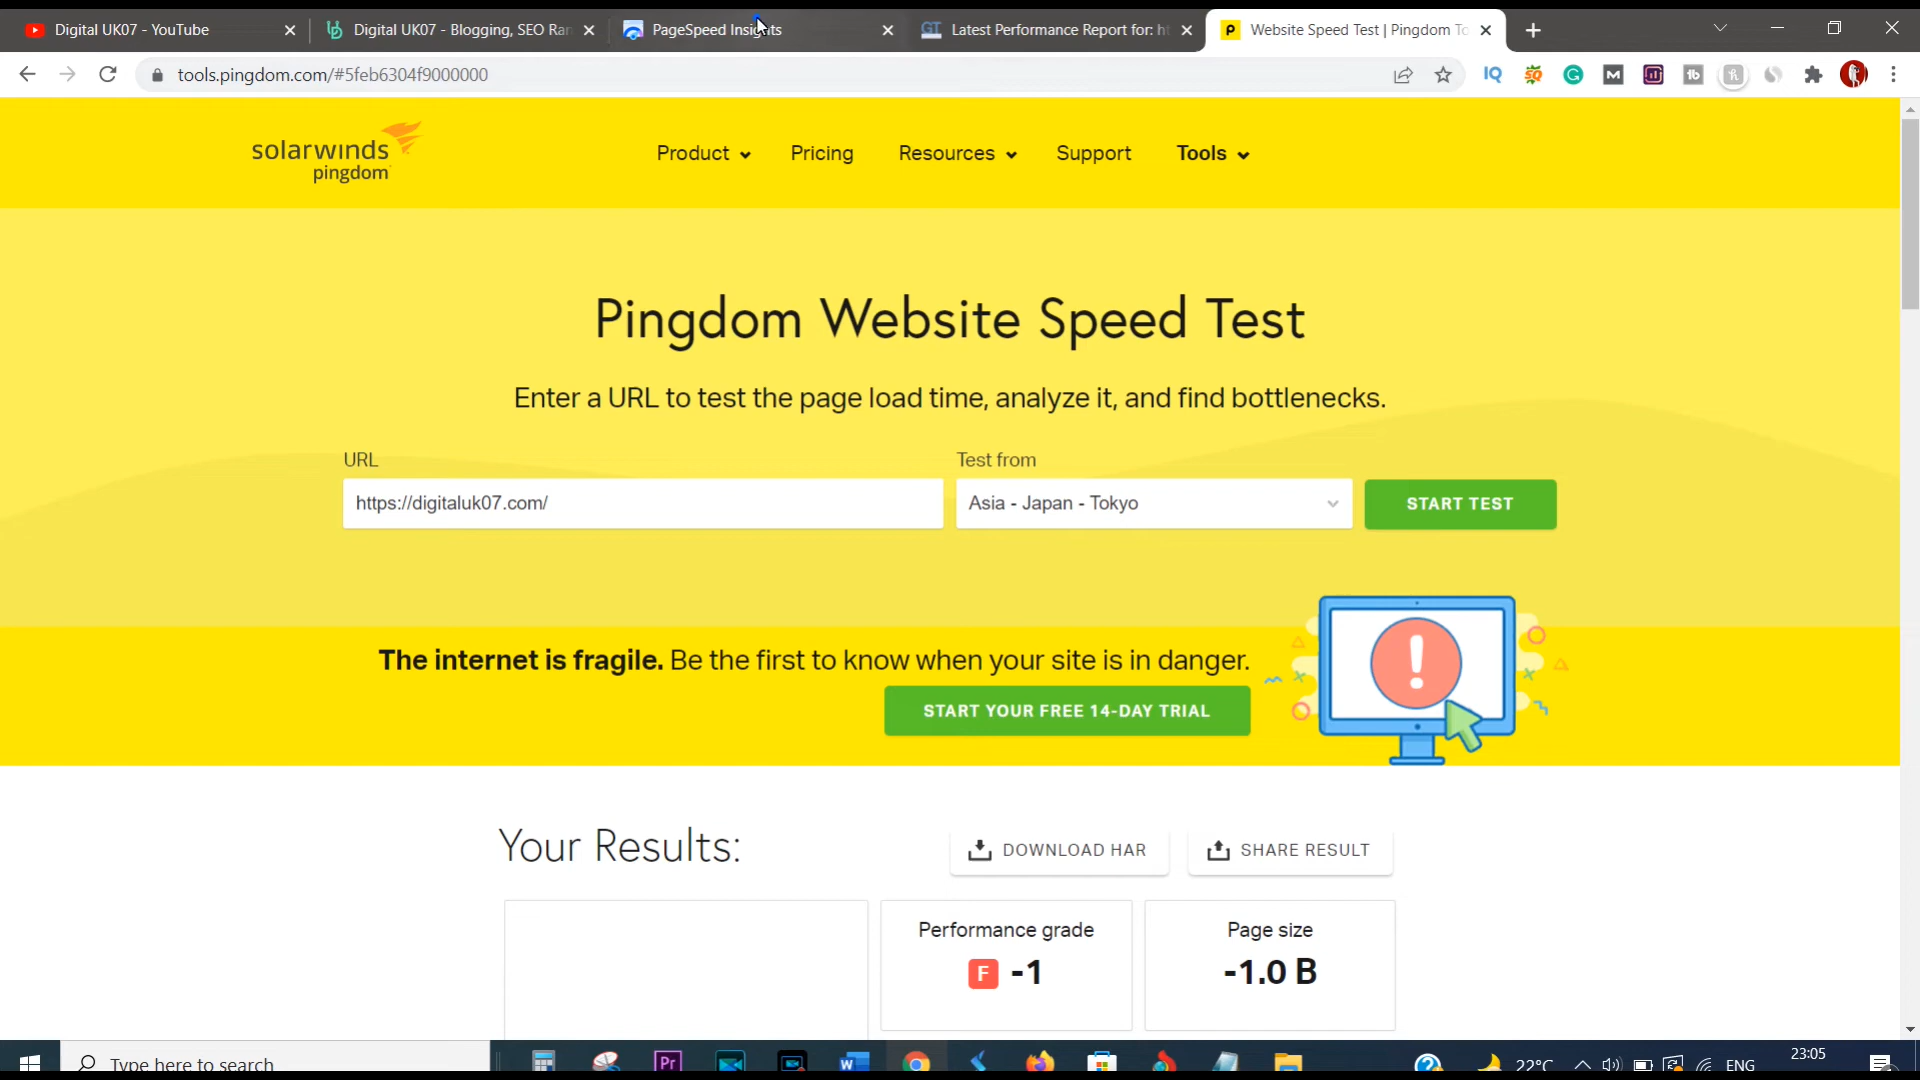 Digital UK07 - YouTube
Digital UK07 - Blogging, SEO Ran
PageSpeed Insights
GT Latest Performance Report for: ht
Website Speed Test | Pingdom To
tools.pingdom.com/#5feb6304f9000000
solarwinds
pingdom
Product
Pricing
Resources
Support
Tools
Pingdom Website Speed Test
Enter a URL to test the page load time, analyze it, and find bottlenecks.
URL
Test from
https://digitaluk07.com/
Asia - Japan - Tokyo
START TEST
The internet is fragile. Be the first to know when your site is in danger.
START YOUR FREE 14-DAY TRIAL
Your Results:
DOWNLOAD HAR
SHARE RESULT
Performance grade
F -1
Page size
-1.0 B
Type here to search
22°C
ENG
23:05